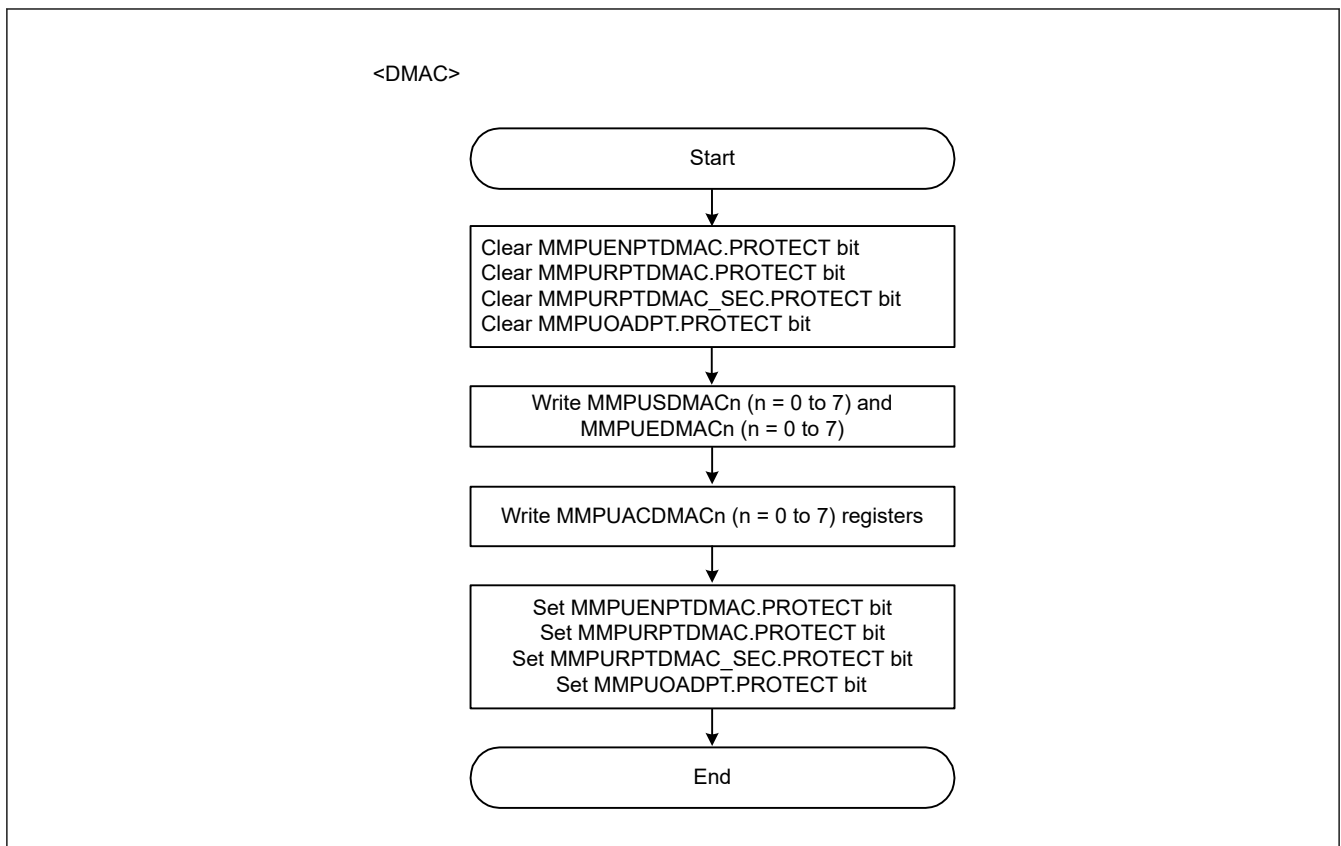 <DMAC>
Start
Clear MMPUENPTDMAC.PROTECT bit
Clear MMPURPTDMAC.PROTECT bit
Clear MMPURPTDMAC_SEC.PROTECT bit
Clear MMPUOADPT.PROTECT bit
Write MMPUSDMACn (n = 0 to 7) and
MMPUEDMACn (n = 0 to 7)
Write MMPUACDMACn (n = 0 to 7) registers
Set MMPUENPTDMAC.PROTECT bit
Set MMPURPTDMAC.PROTECT bit
Set MMPURPTDMAC_SEC.PROTECT bit
Set MMPUOADPT.PROTECT bit
End